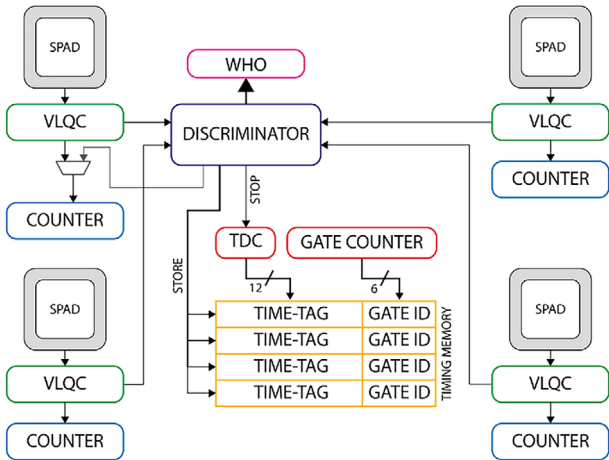 SPAD
WHO
SPAD
VLQC
DISCRIMINATOR
VLQC
COUNTER
COUNTER
STOP
STORE
TDC
GATE COUNTER
12
6
SPAD
TIME-TAG GATE ID
TIME-TAG GATE ID
TIME-TAG GATE ID
TIME-TAG GATE ID
TIMING MEMORY
SPAD
VLQC
VLQC
COUNTER
COUNTER